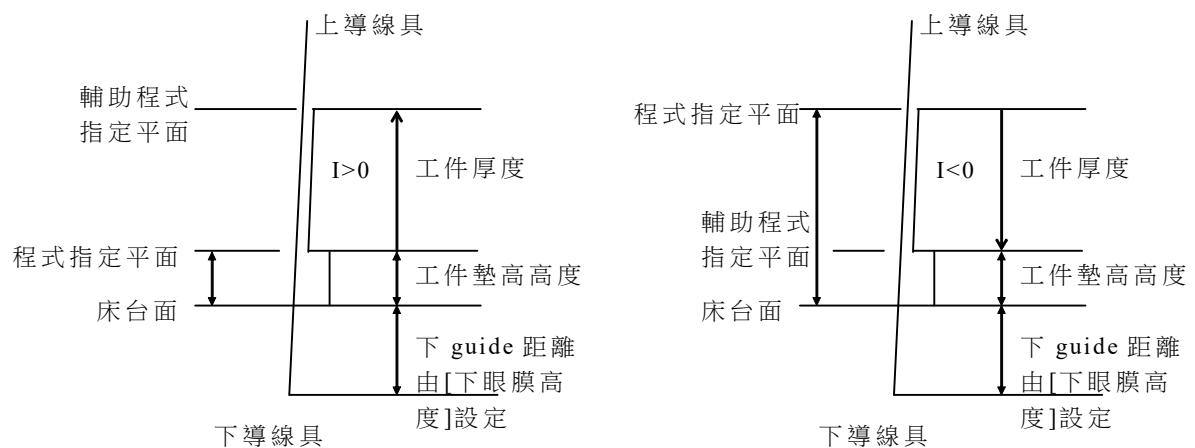 上導線具
輔助程式
指定平面
I>0
工件厚度
程式指定平面
工件墊高高度
床台面
下 guide 距離
由[下眼膜高
度]設定
下導線具
上導線具
程式指定平面
I<0
工件厚度
輔助程式
指定平面
工件墊高高度
床台面
下 guide 距離
由[下眼膜高
度]設定
下導線具